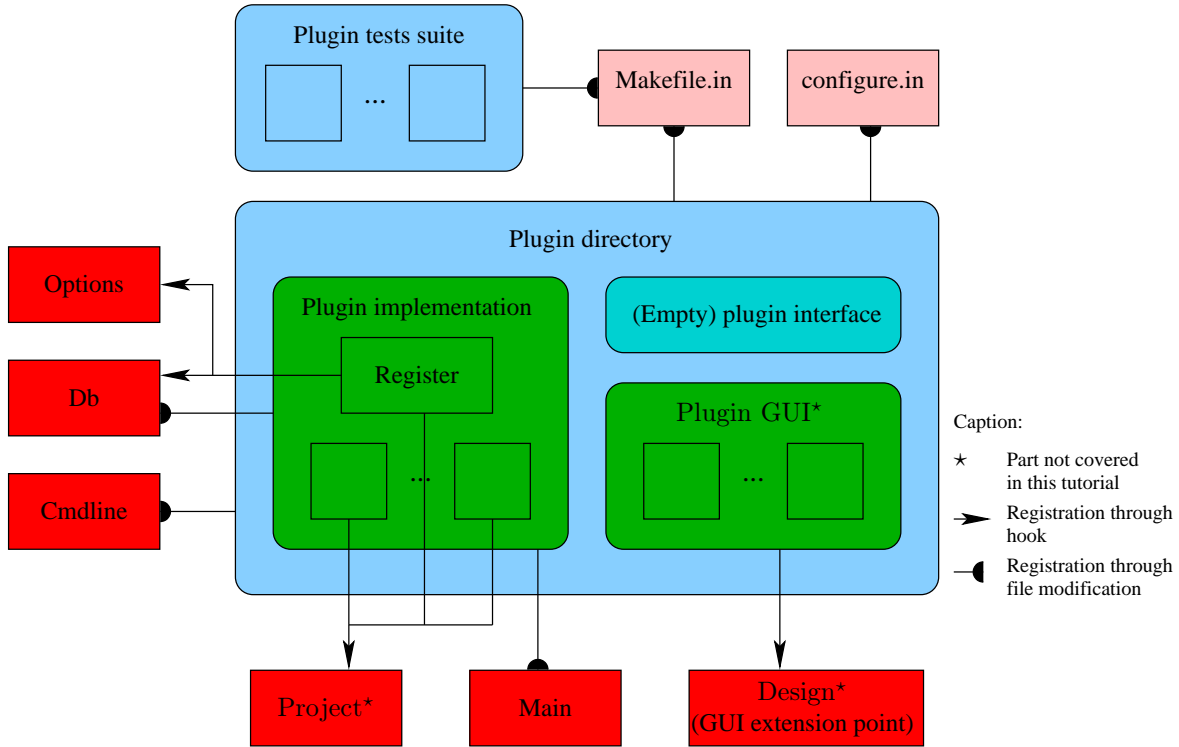 Plugin tests suite
...
Makefile.in
configure.in
Plugin directory
Options
Plugin implementation
(Empty) plugin interface
Register
Db
Plugin GUI⋆
...
...
Cmdline
Caption:
⋆ Part not covered
in this tutorial
Registration through
hook
Registration through
file modification
Project⋆
Main
Design⋆
(GUI extension point)